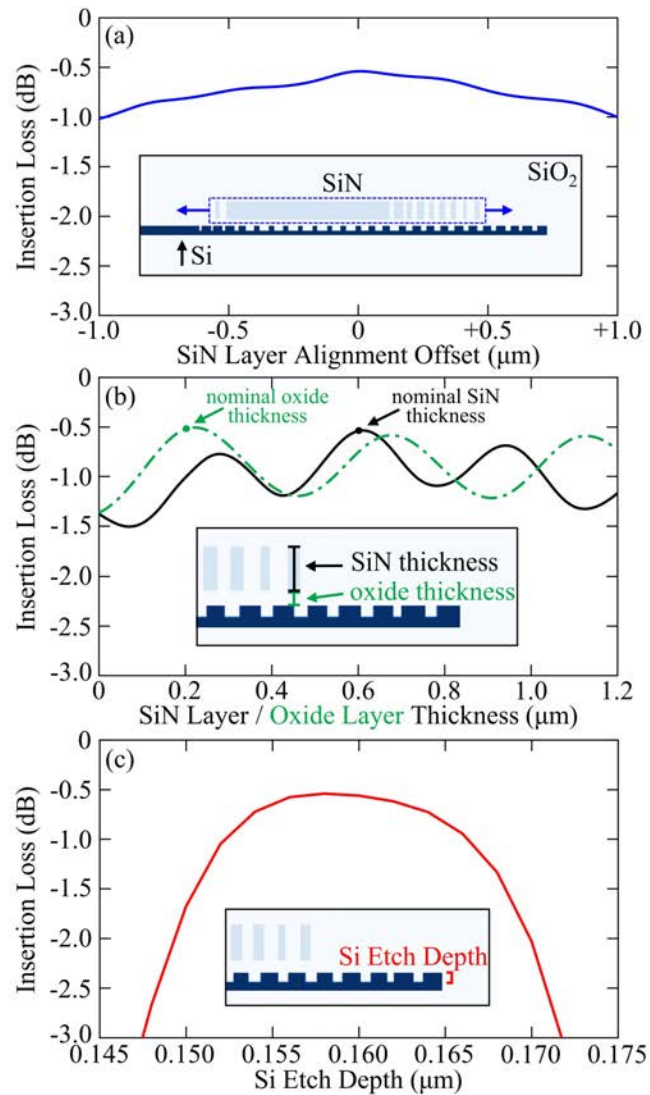 (a)
Insertion Loss (dB)
0
-0.5
-1.0
-1.5
-2.0
-2.5
-3.0
SiN
SiO2
Si
-1.0 -0.5 0 +0.5 +1.0
SiN Layer Alignment Offset (μm)
(b)
Insertion Loss (dB)
0
-0.5
-1.0
-1.5
-2.0
-2.5
-3.0
nominal oxide
thickness
nominal SiN
thickness
SiN thickness
oxide thickness
0 0.2 0.4 0.6 0.8 1.0 1.2
SiN Layer / Oxide Layer Thickness (μm)
(c)
Insertion Loss (dB)
0
-0.5
-1.0
-1.5
-2.0
-2.5
-3.0
Si Etch Depth
0.145 0.150 0.155 0.160 0.165 0.170 0.175
Si Etch Depth (μm)